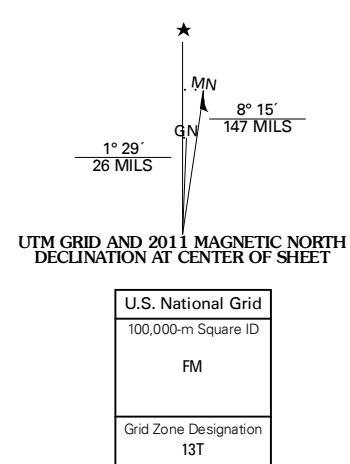 MN
GN
8° 15´
147 MILS
1° 29´
26 MILS
UTM GRID AND 2011 MAGNETIC NORTH
DECLINATION AT CENTER OF SHEET
U.S. National Grid
100,000-m Square ID
FM
Grid Zone Designation
13T